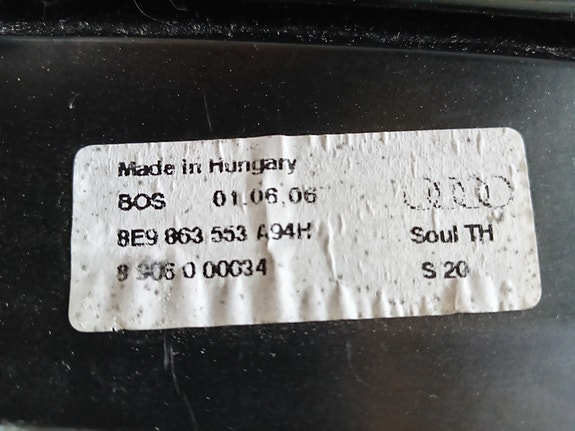 Made in Hungary
BOS 01.06.06
8E9 863 553 A94H Soul TH
8 906 0 00034 S 20